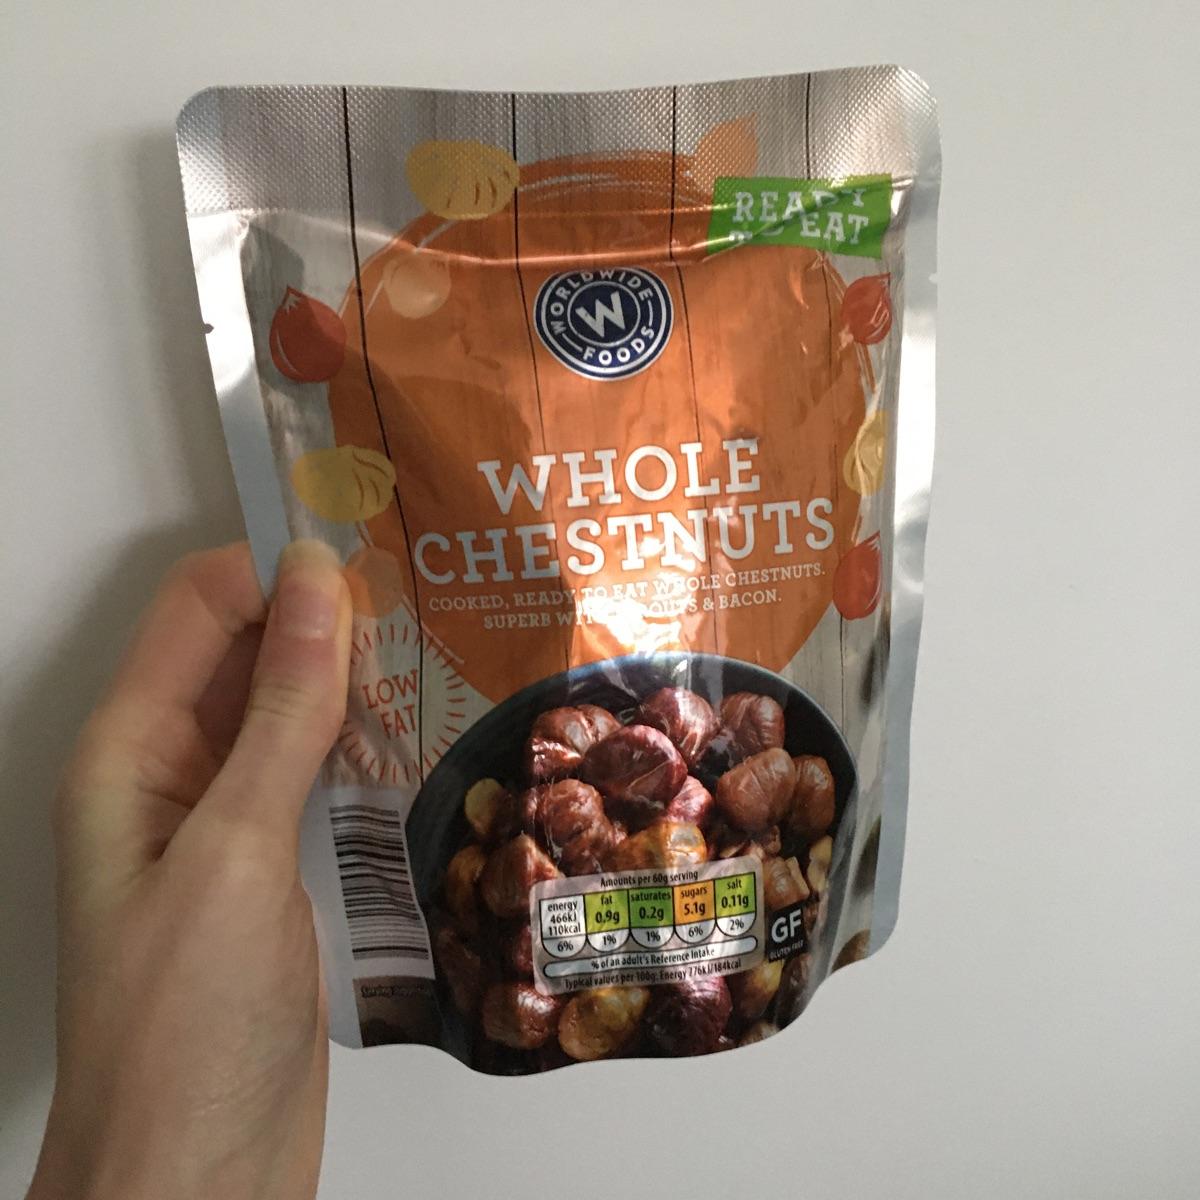 READY
TO EAT
WORLDWIDE
W
FOODS
WHOLE
CHESTNUTS
COOKED, READY TO EAT WHOLE CHESTNUTS.
SUPERB WITH SPROUTS & BACON.
LOW
FAT
Amounts per 60g serving
energy 466kJ 110kcal 6%
fat 0.9g 1%
saturates 0.2g 1%
sugars 5.1g 6%
salt 0.11g 2%
% of an adult's Reference Intake
Typical values per 100g: Energy 776kJ/184kcal
GF
GLUTEN FREE